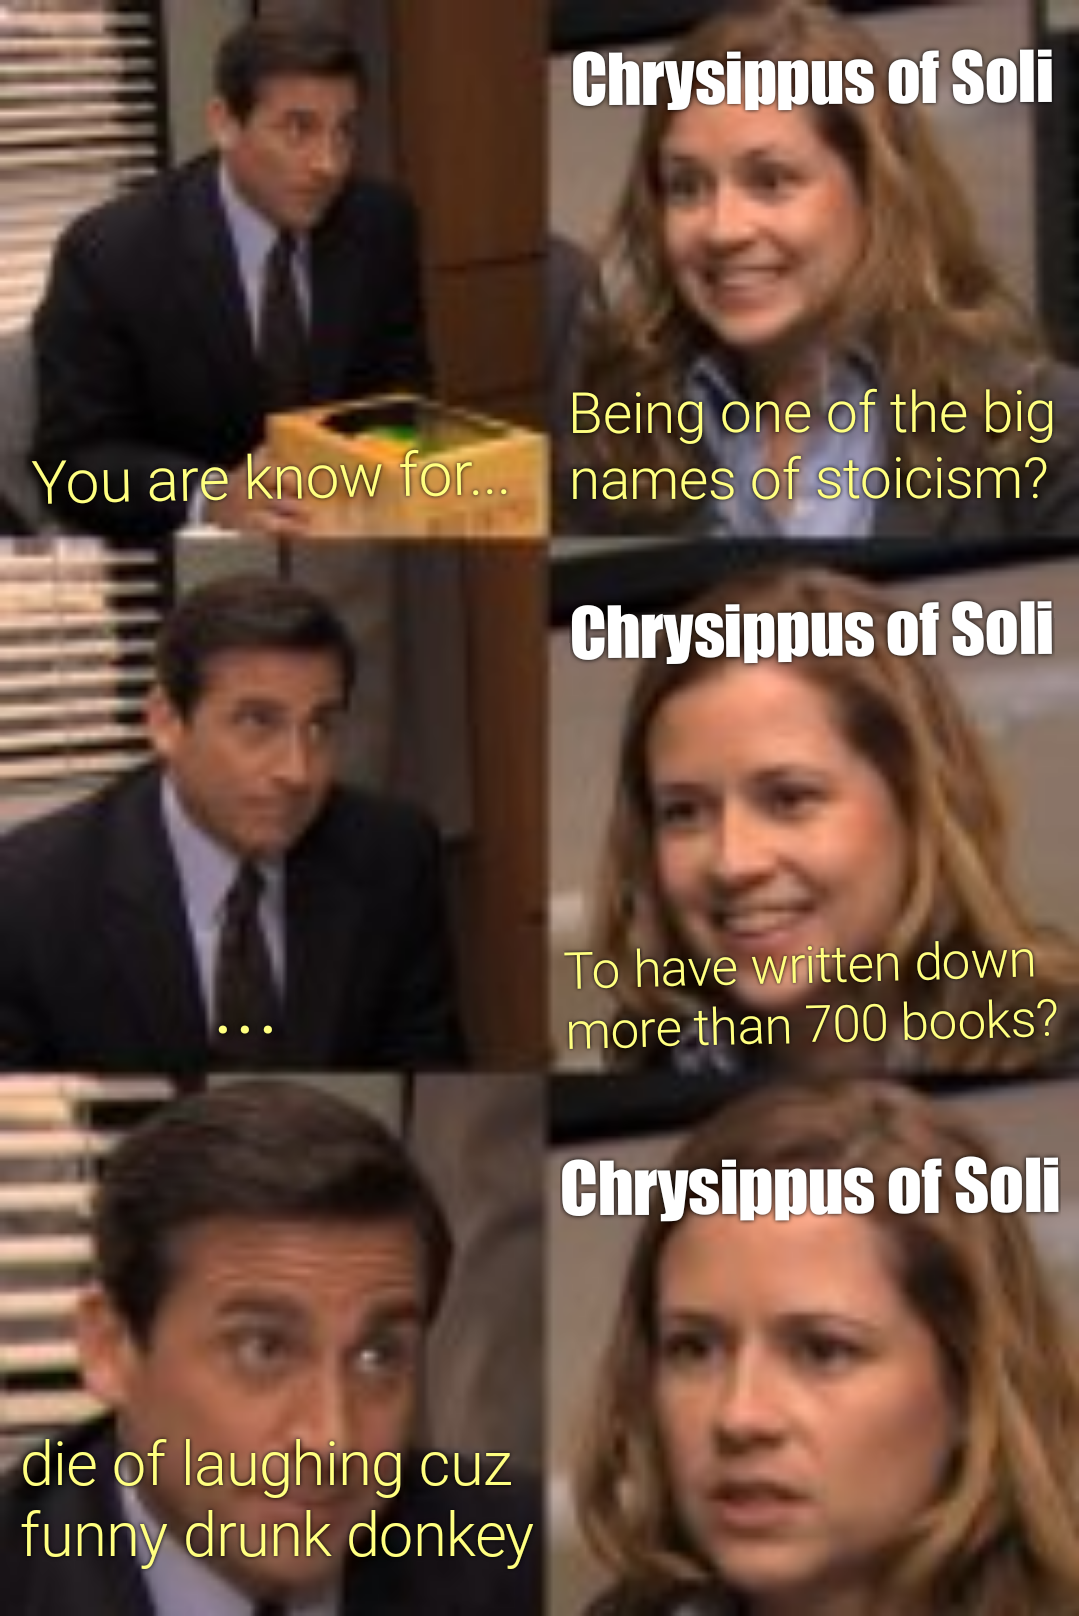 Chrysippus of Soli
You are know for...
Being one of the big
names of stoicism?
Chrysippus of Soli
...
To have written down
more than 700 books?
Chrysippus of Soli
die of laughing cuz
funny drunk donkey